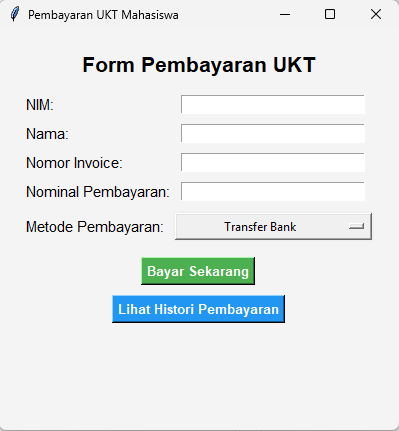 Pembayaran UKT Mahasiswa
Form Pembayaran UKT
NIM:
Nama:
Nomor Invoice:
Nominal Pembayaran:
Metode Pembayaran: Transfer Bank
Bayar Sekarang
Lihat Histori Pembayaran